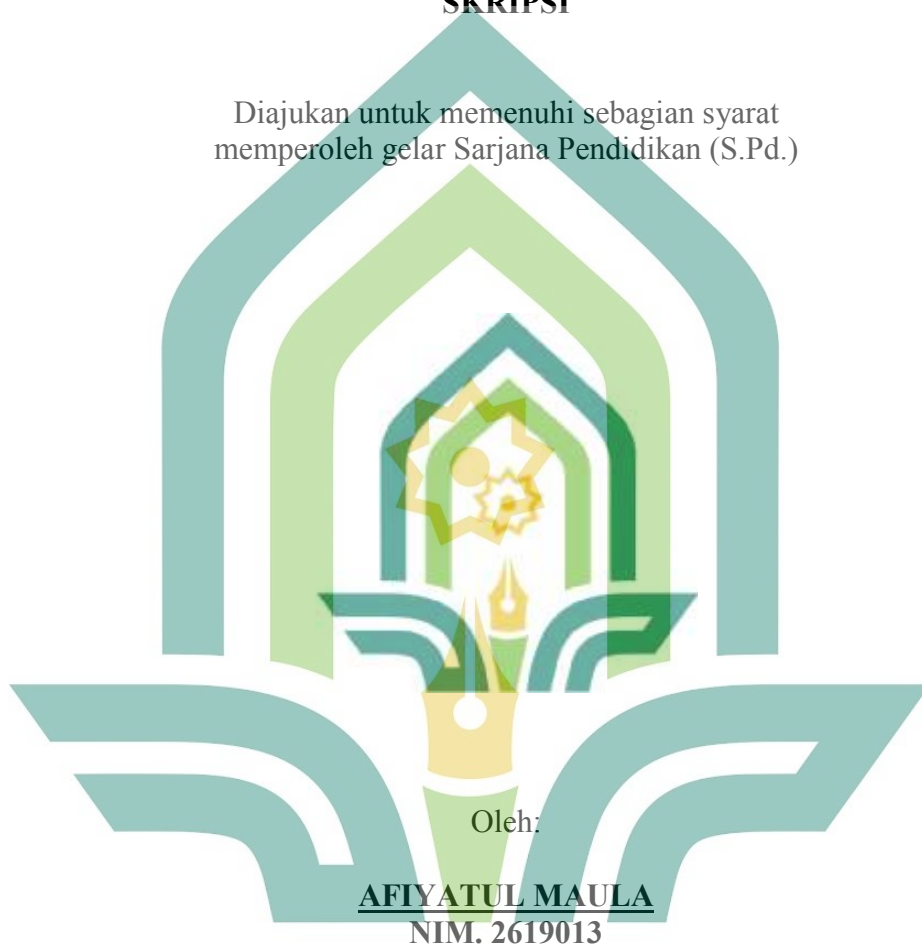 SKRIPSI
Diajukan untuk memenuhi sebagian syarat
memperoleh gelar Sarjana Pendidikan (S.Pd.)
Oleh:
AFIYATUL MAULA
NIM. 2619013